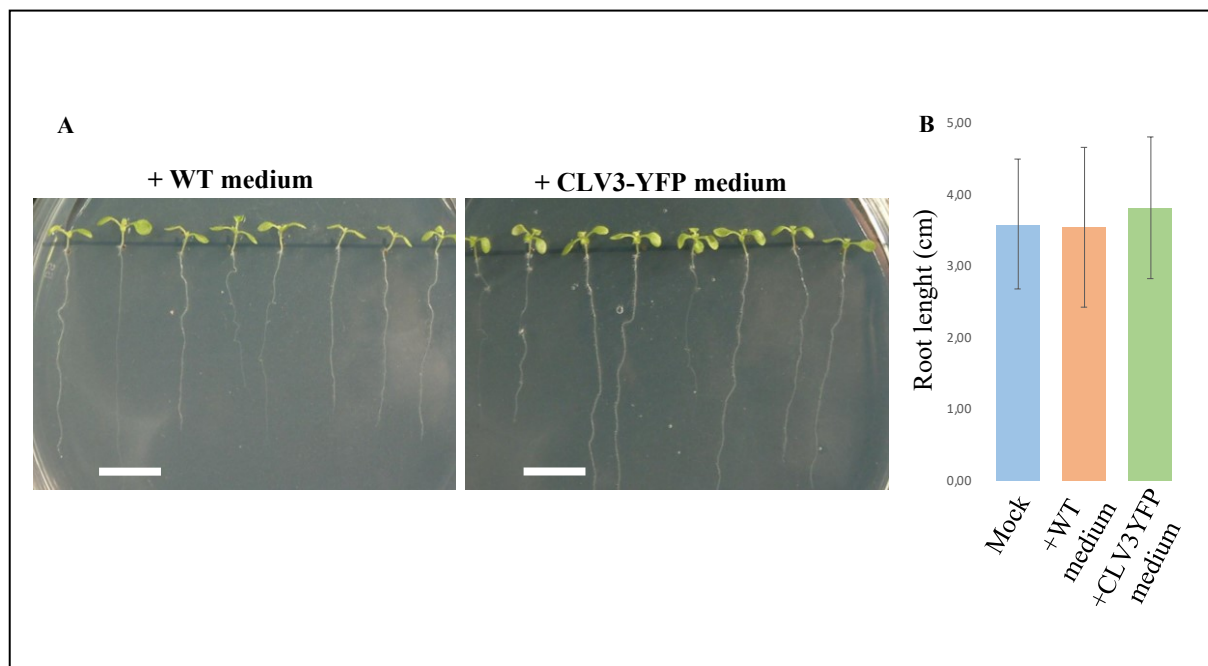 A
+ WT medium
+ CLV3-YFP medium
B
5,00
4,00
3,00
2,00
1,00
0,00
Root lenght (cm)
Mock
+WT
medium
+CLV3YFP
medium